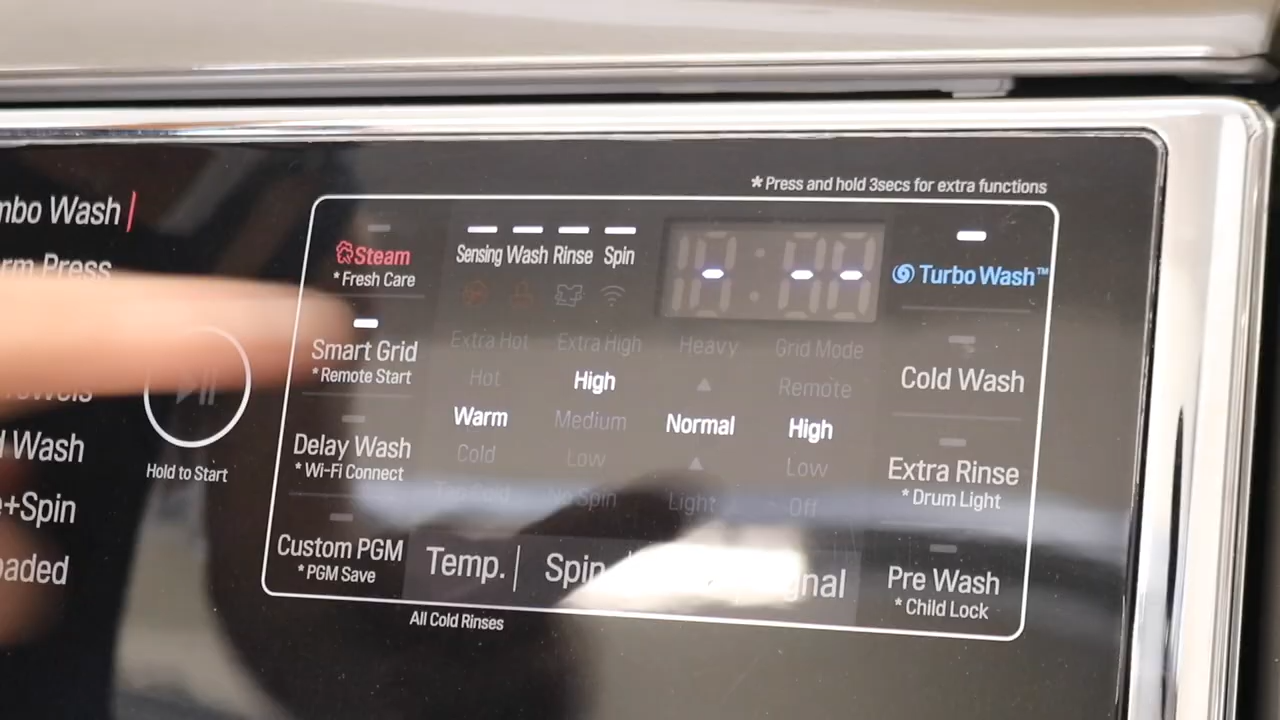 mbo Wash
rm Press
d Wash
e+Spin
oaded
Hold to Start
* Press and hold 3secs for extra functions
Steam
* Fresh Care
Smart Grid
* Remote Start
Delay Wash
* Wi-Fi Connect
Custom PGM
* PGM Save
Sensing Wash Rinse Spin
Extra Hot
Hot
Warm
Cold
Extra High
High
Medium
Low
No Spin
Heavy
Normal
Light
Grid Mode
Remote
High
Low
Off
Temp.
Spin
All Cold Rinses
Turbo Wash™
Cold Wash
Extra Rinse
* Drum Light
Pre Wash
* Child Lock